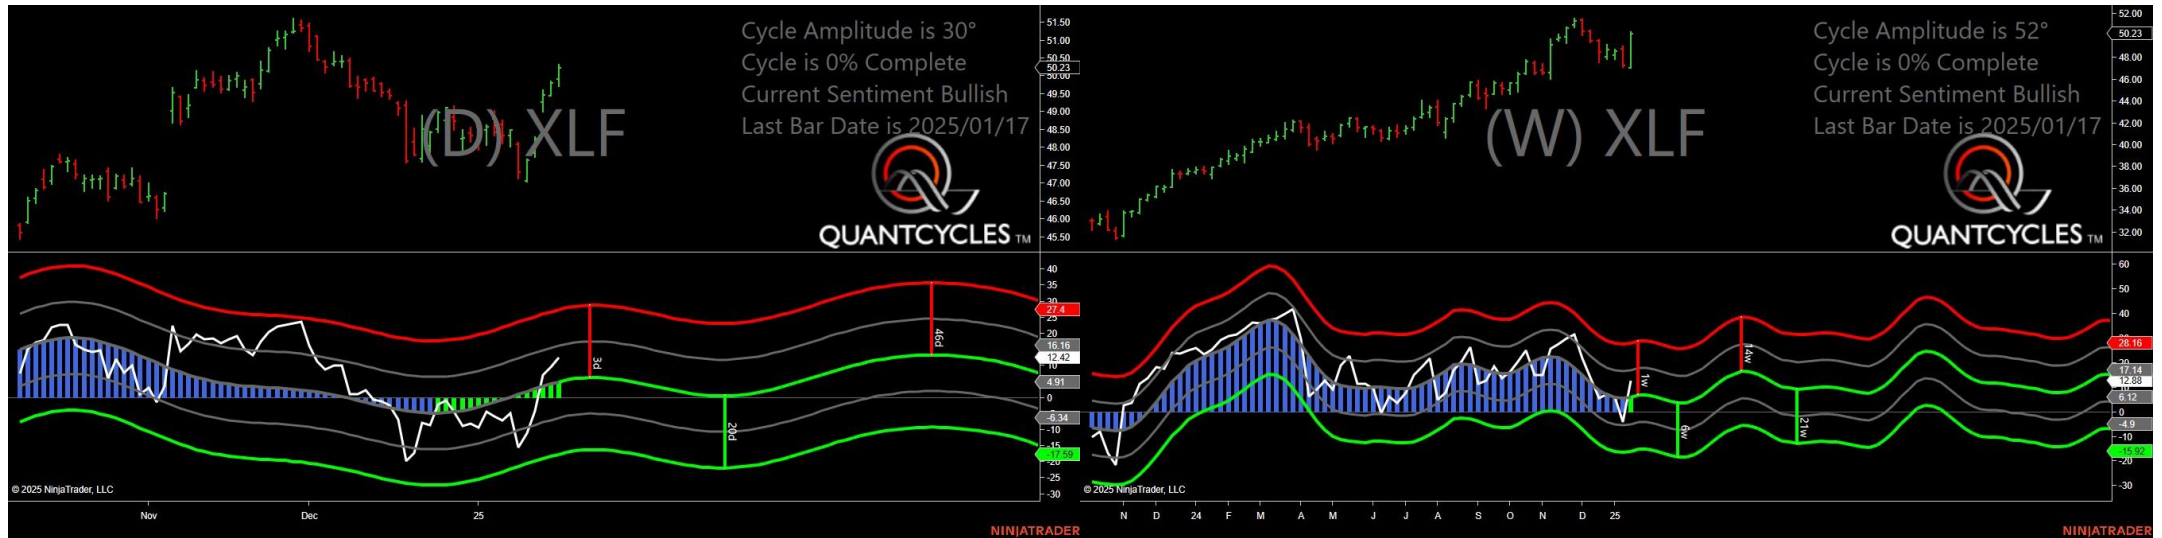 Cycle Amplitude is 30°
Cycle is 0% Complete
Current Sentiment Bullish
Last Bar Date is 2025/01/17
(D) XLF
QUANTCYCLES TM
51.50
51.00
50.50
50.23
50.00
49.50
49.00
48.50
48.00
47.50
47.00
46.50
46.00
45.50
40
35
30
27.4
25
20
16.16
12.42
10
4.91
0
-5
-6.34
-10
-15
-17.59
-20
-25
-30
3d
20d
46d
© 2025 NinjaTrader, LLC
Nov
Dec
25
NINJATRADER
Cycle Amplitude is 52°
Cycle is 0% Complete
Current Sentiment Bullish
Last Bar Date is 2025/01/17
(W) XLF
QUANTCYCLES TM
52.00
50.23
48.00
46.00
44.00
42.00
40.00
38.00
36.00
34.00
32.00
60
50
40
28.16
20
17.14
12.88
6.12
0
-4.9
-10
-15.92
-20
-30
1w
6w
14w
21w
© 2025 NinjaTrader, LLC
N
D
24
F
M
A
M
J
J
A
S
O
N
D
25
NINJATRADER